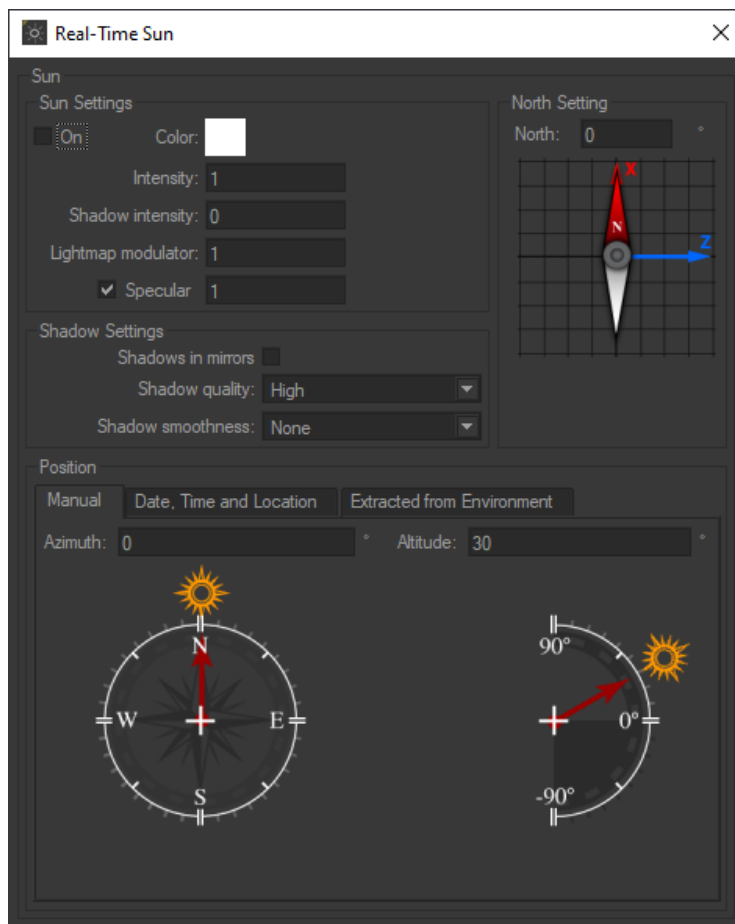 Real-Time Sun
Sun
Sun Settings
On Color:
Intensity: 1
Shadow intensity: 0
Lightmap modulator: 1
Specular 1
North Setting
North: 0 °
X
N
Z
Shadow Settings
Shadows in mirrors
Shadow quality: High
Shadow smoothness: None
Position
Manual Date, Time and Location Extracted from Environment
Azimuth: 0 ° Altitude: 30 °
N
W E
S
90°
0°
-90°